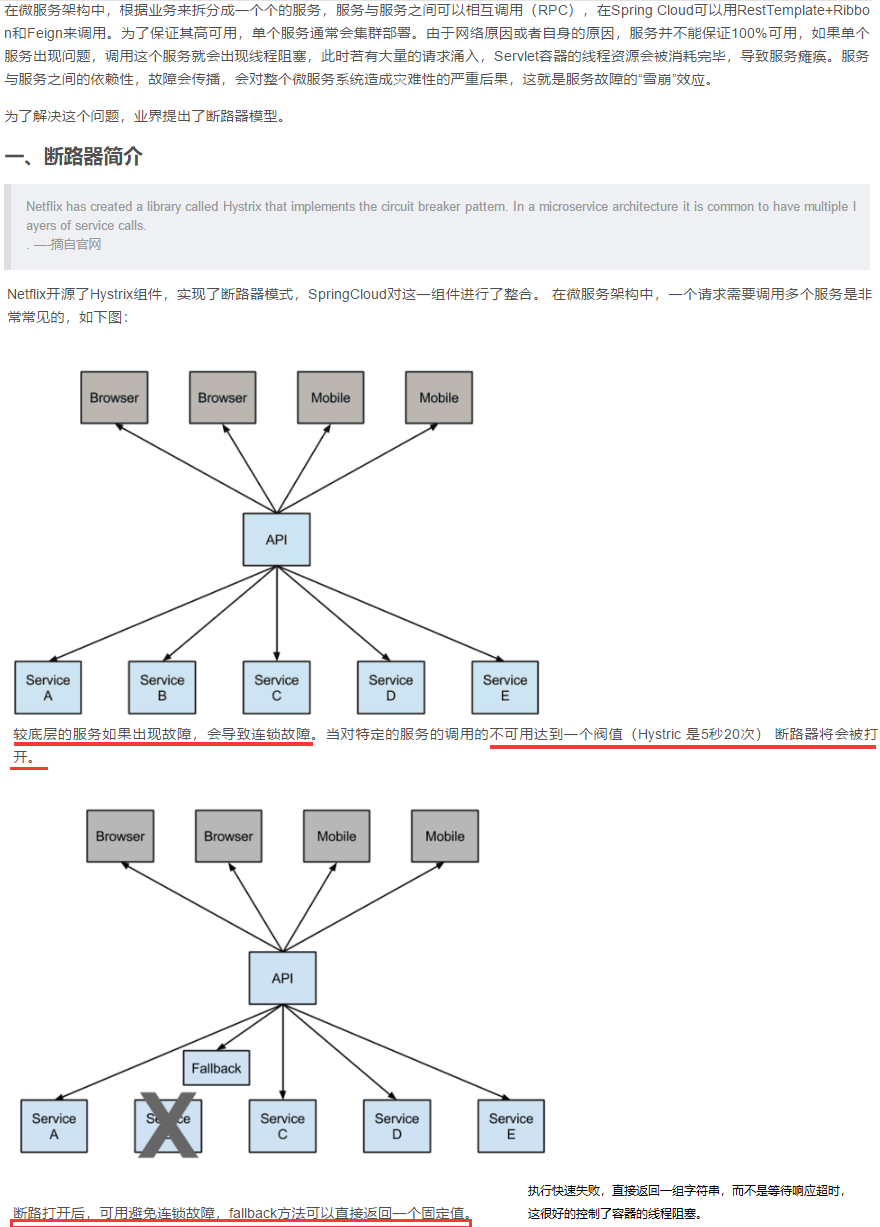 在微服务架构中，根据业务来拆分成一个个的服务，服务与服务之间可以相互调用（RPC），在Spring Cloud可以用RestTemplate+Ribbo
n和Feign来调用。为了保证其高可用，单个服务通常会集群部署。由于网络原因或者自身的原因，服务并不能保证100%可用，如果单个
服务出现问题，调用这个服务就会出现线程阻塞，此时若有大量的请求涌入，Servlet容器的线程资源会被消耗完毕，导致服务瘫痪。服务
与服务之间的依赖性，故障会传播，会对整个微服务系统造成灾难性的严重后果，这就是服务故障的“雪崩”效应。
为了解决这个问题，业界提出了断路器模型。
一、断路器简介
Netflix has created a library called Hystrix that implements the circuit breaker pattern. In a microservice architecture it is common to have multiple l
ayers of service calls.
. —-摘自官网
Netflix开源了Hystrix组件，实现了断路器模式，SpringCloud对这一组件进行了整合。 在微服务架构中，一个请求需要调用多个服务是非
常常见的，如下图：
Browser Browser Mobile Mobile
API
Service Service Service Service Service
A B C D E
较底层的服务如果出现故障，会导致连锁故障。当对特定的服务的调用的不可用达到一个阀值（Hystric 是5秒20次） 断路器将会被打
开。
Browser Browser Mobile Mobile
API
Fallback
Service Service Service Service
A C D E
断路打开后，可用避免连锁故障，fallback方法可以直接返回一个固定值。
执行快速失败，直接返回一组字符串，而不是等待响应超时，
这很好的控制了容器的线程阻塞。